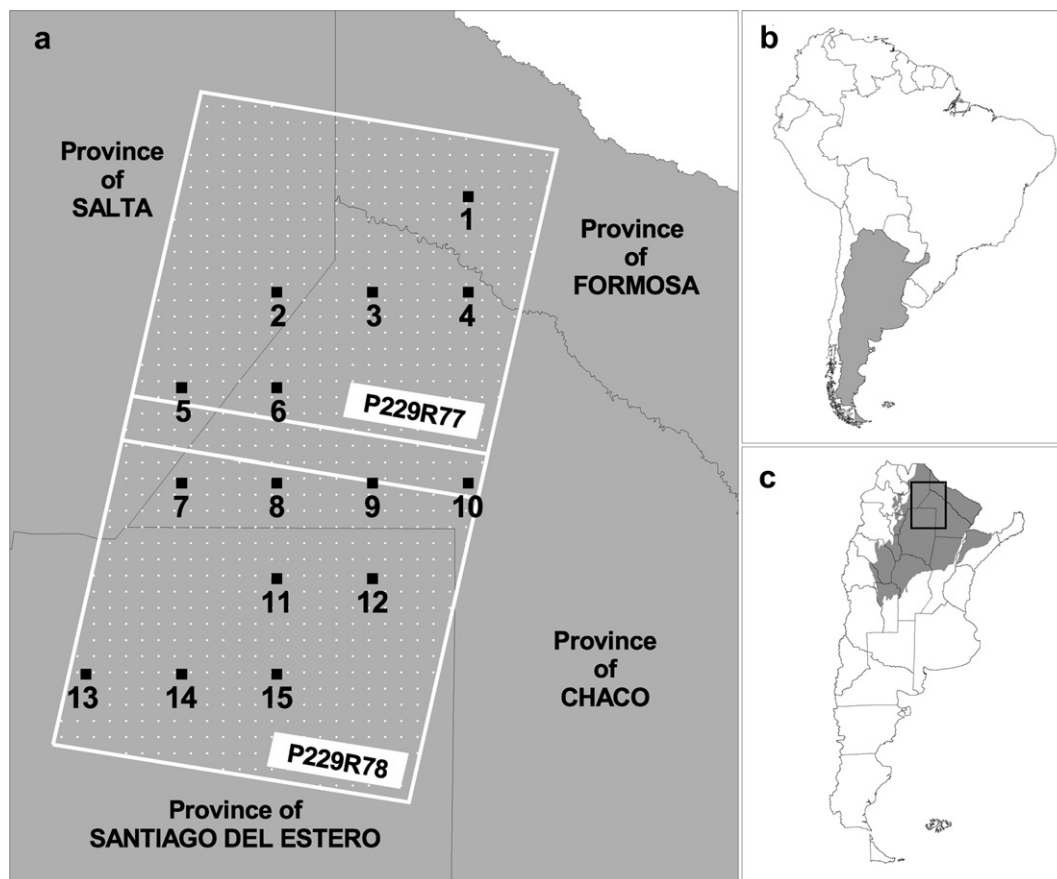 a
Province
of
SALTA
1
Province
of
FORMOSA
2
3
4
5
6
P229R77
7
8
9
10
11
12
Province
of
CHACO
13
14
15
P229R78
Province of
SANTIAGO DEL ESTERO
b
c